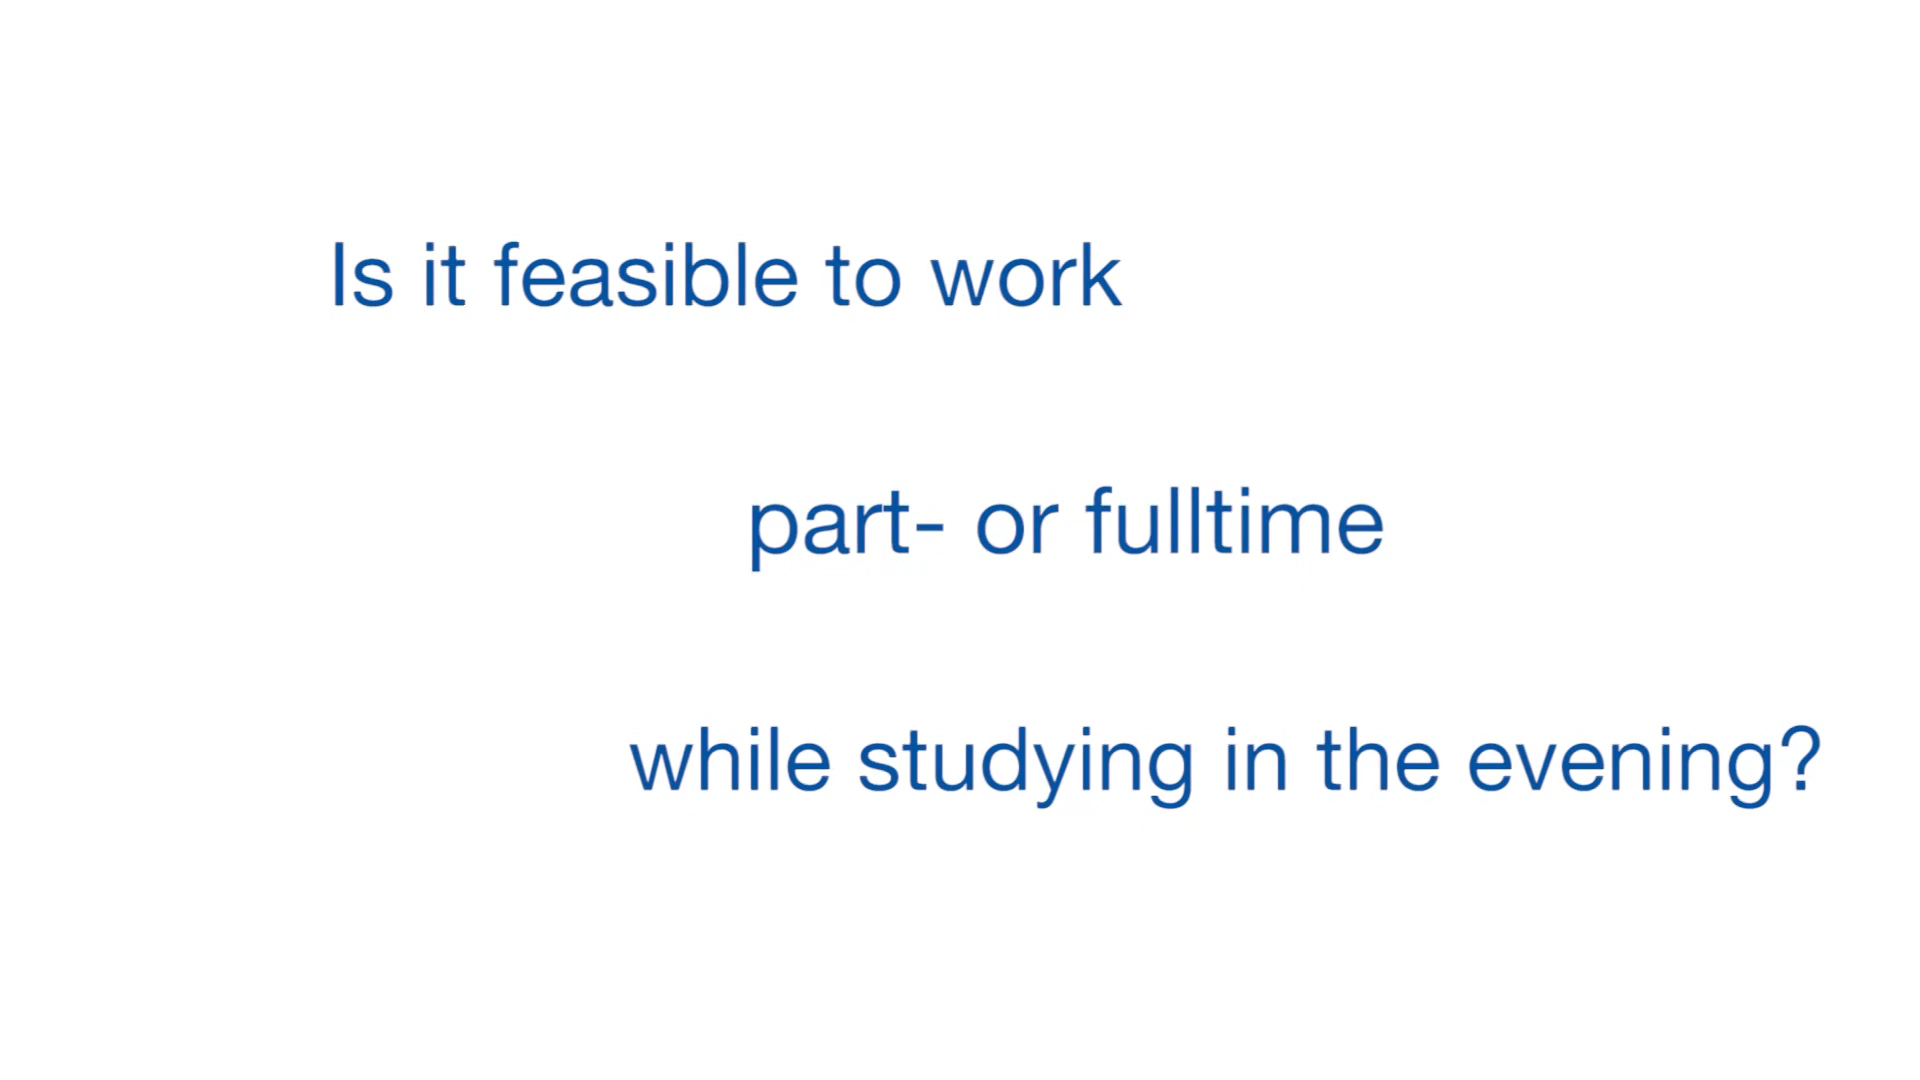 Is it feasible to work
part- or fulltime
while studying in the evening?